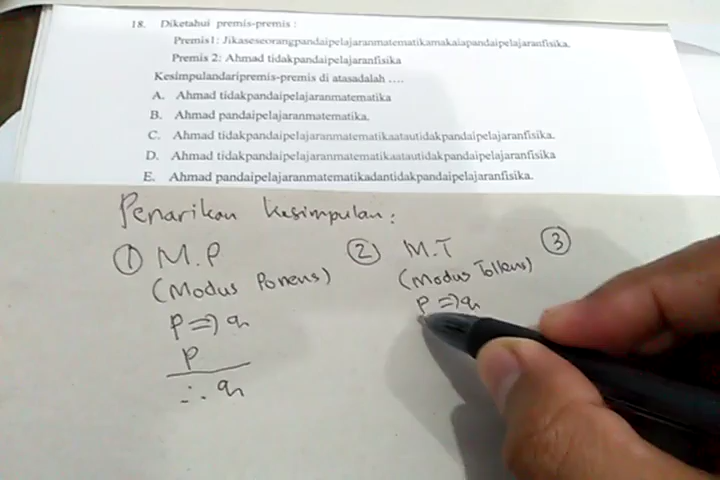 18. Diketahui premis-premis :
Premis1: Jikaseseorangpandaipelajaranmatematikamakaiapandaipelajaranfisika.
Premis 2: Ahmad tidakpandaipelajaranfisika
Kesimpulandaripremis-premis di atasadalah ....
A. Ahmad tidakpandaipelajaranmatematika
B. Ahmad pandaipelajaranmatematika.
C. Ahmad tidakpandaipelajaranmatematikaatautidakpandaipelajaranfisika.
D. Ahmad tidakpandaipelajaranmatematikaatautidakpandaipelajaranfisika
E. Ahmad pandaipelajaranmatematikadantidakpandaipelajaranfisika.
Penarikan kesimpulan:
① M.P ② M.T ③
(Modus Ponens) (Modus Tollens)
p => q p => q
p
∴ q